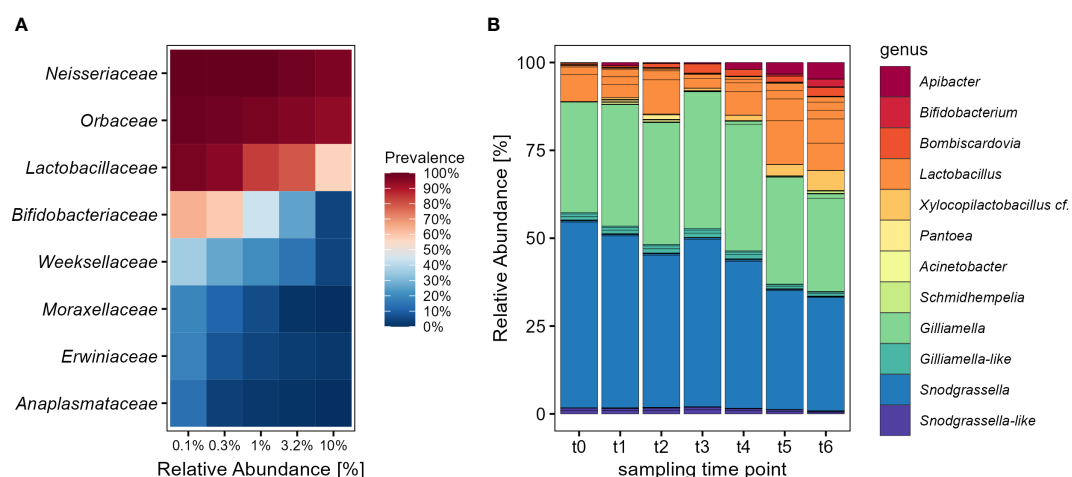 A
Neisseriaceae
Orbaceae
Lactobacillaceae
Bifidobacteriaceae
Weeksellaceae
Moraxellaceae
Erwiniaceae
Anaplasmataceae
0.1% 0.3% 1% 3.2% 10%
Relative Abundance [%]
Prevalence
100%
90%
80%
70%
60%
50%
40%
30%
20%
10%
0%
B
Relative Abundance [%]
100
75
50
25
0
t0 t1 t2 t3 t4 t5 t6
sampling time point
genus
Apibacter
Bifidobacterium
Bombiscardovia
Lactobacillus
Xylocopilactobacillus cf.
Pantoea
Acinetobacter
Schmidhempelia
Gilliamella
Gilliamella-like
Snodgrassella
Snodgrassella-like